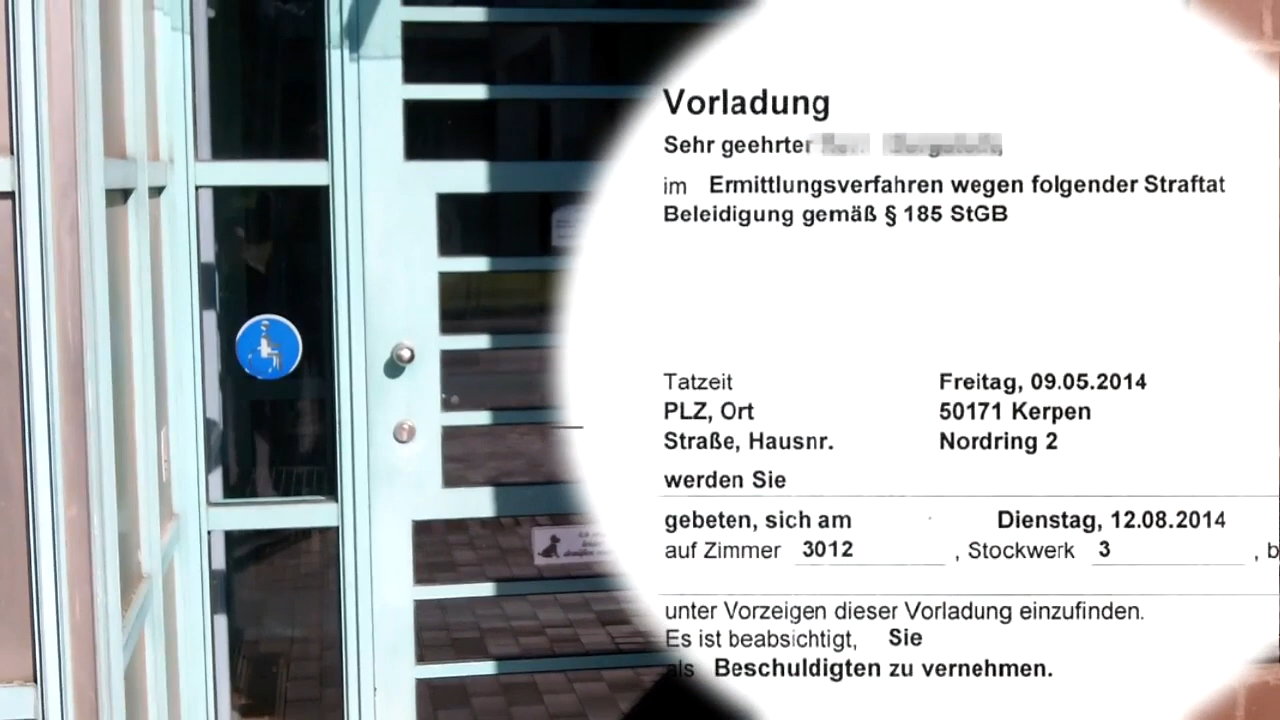 Vorladung
Sehr geehrter
im Ermittlungsverfahren wegen folgender Straftat
Beleidigung gemäß § 185 StGB
Tatzeit Freitag, 09.05.2014
PLZ, Ort 50171 Kerpen
Straße, Hausnr. Nordring 2
werden Sie
gebeten, sich am Dienstag, 12.08.2014
auf Zimmer 3012 , Stockwerk 3 , b
unter Vorzeigen dieser Vorladung einzufinden.
Es ist beabsichtigt, Sie
als Beschuldigten zu vernehmen.